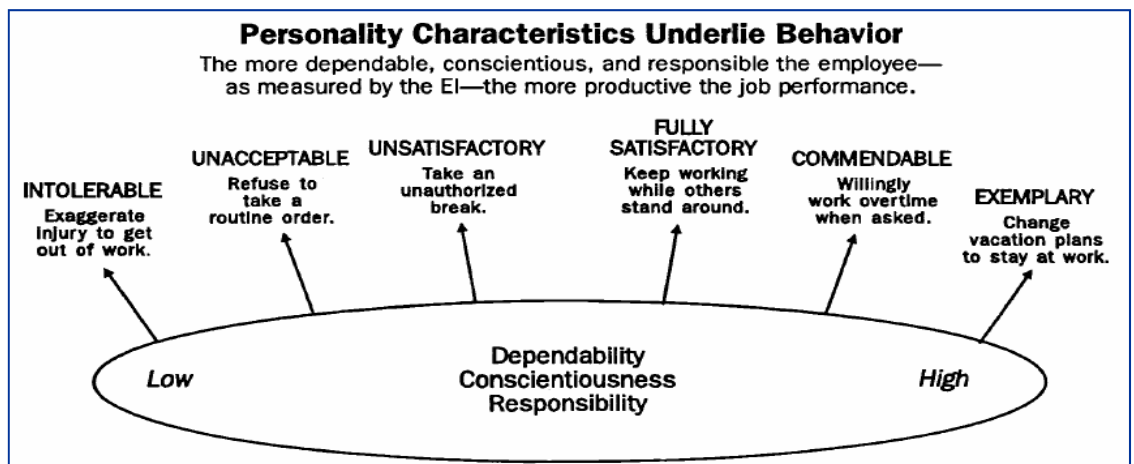 Personality Characteristics Underlie Behavior
The more dependable, conscientious, and responsible the employee—
as measured by the EI—the more productive the job performance.
INTOLERABLE
Exaggerate
injury to get
out of work.
UNACCEPTABLE
Refuse to
take a
routine order.
UNSATISFACTORY
Take an
unauthorized
break.
FULLY
SATISFACTORY
Keep working
while others
stand around.
COMMENDABLE
Willingly
work overtime
when asked.
EXEMPLARY
Change
vacation plans
to stay at work.
Low
Dependability
Conscientiousness
Responsibility
High